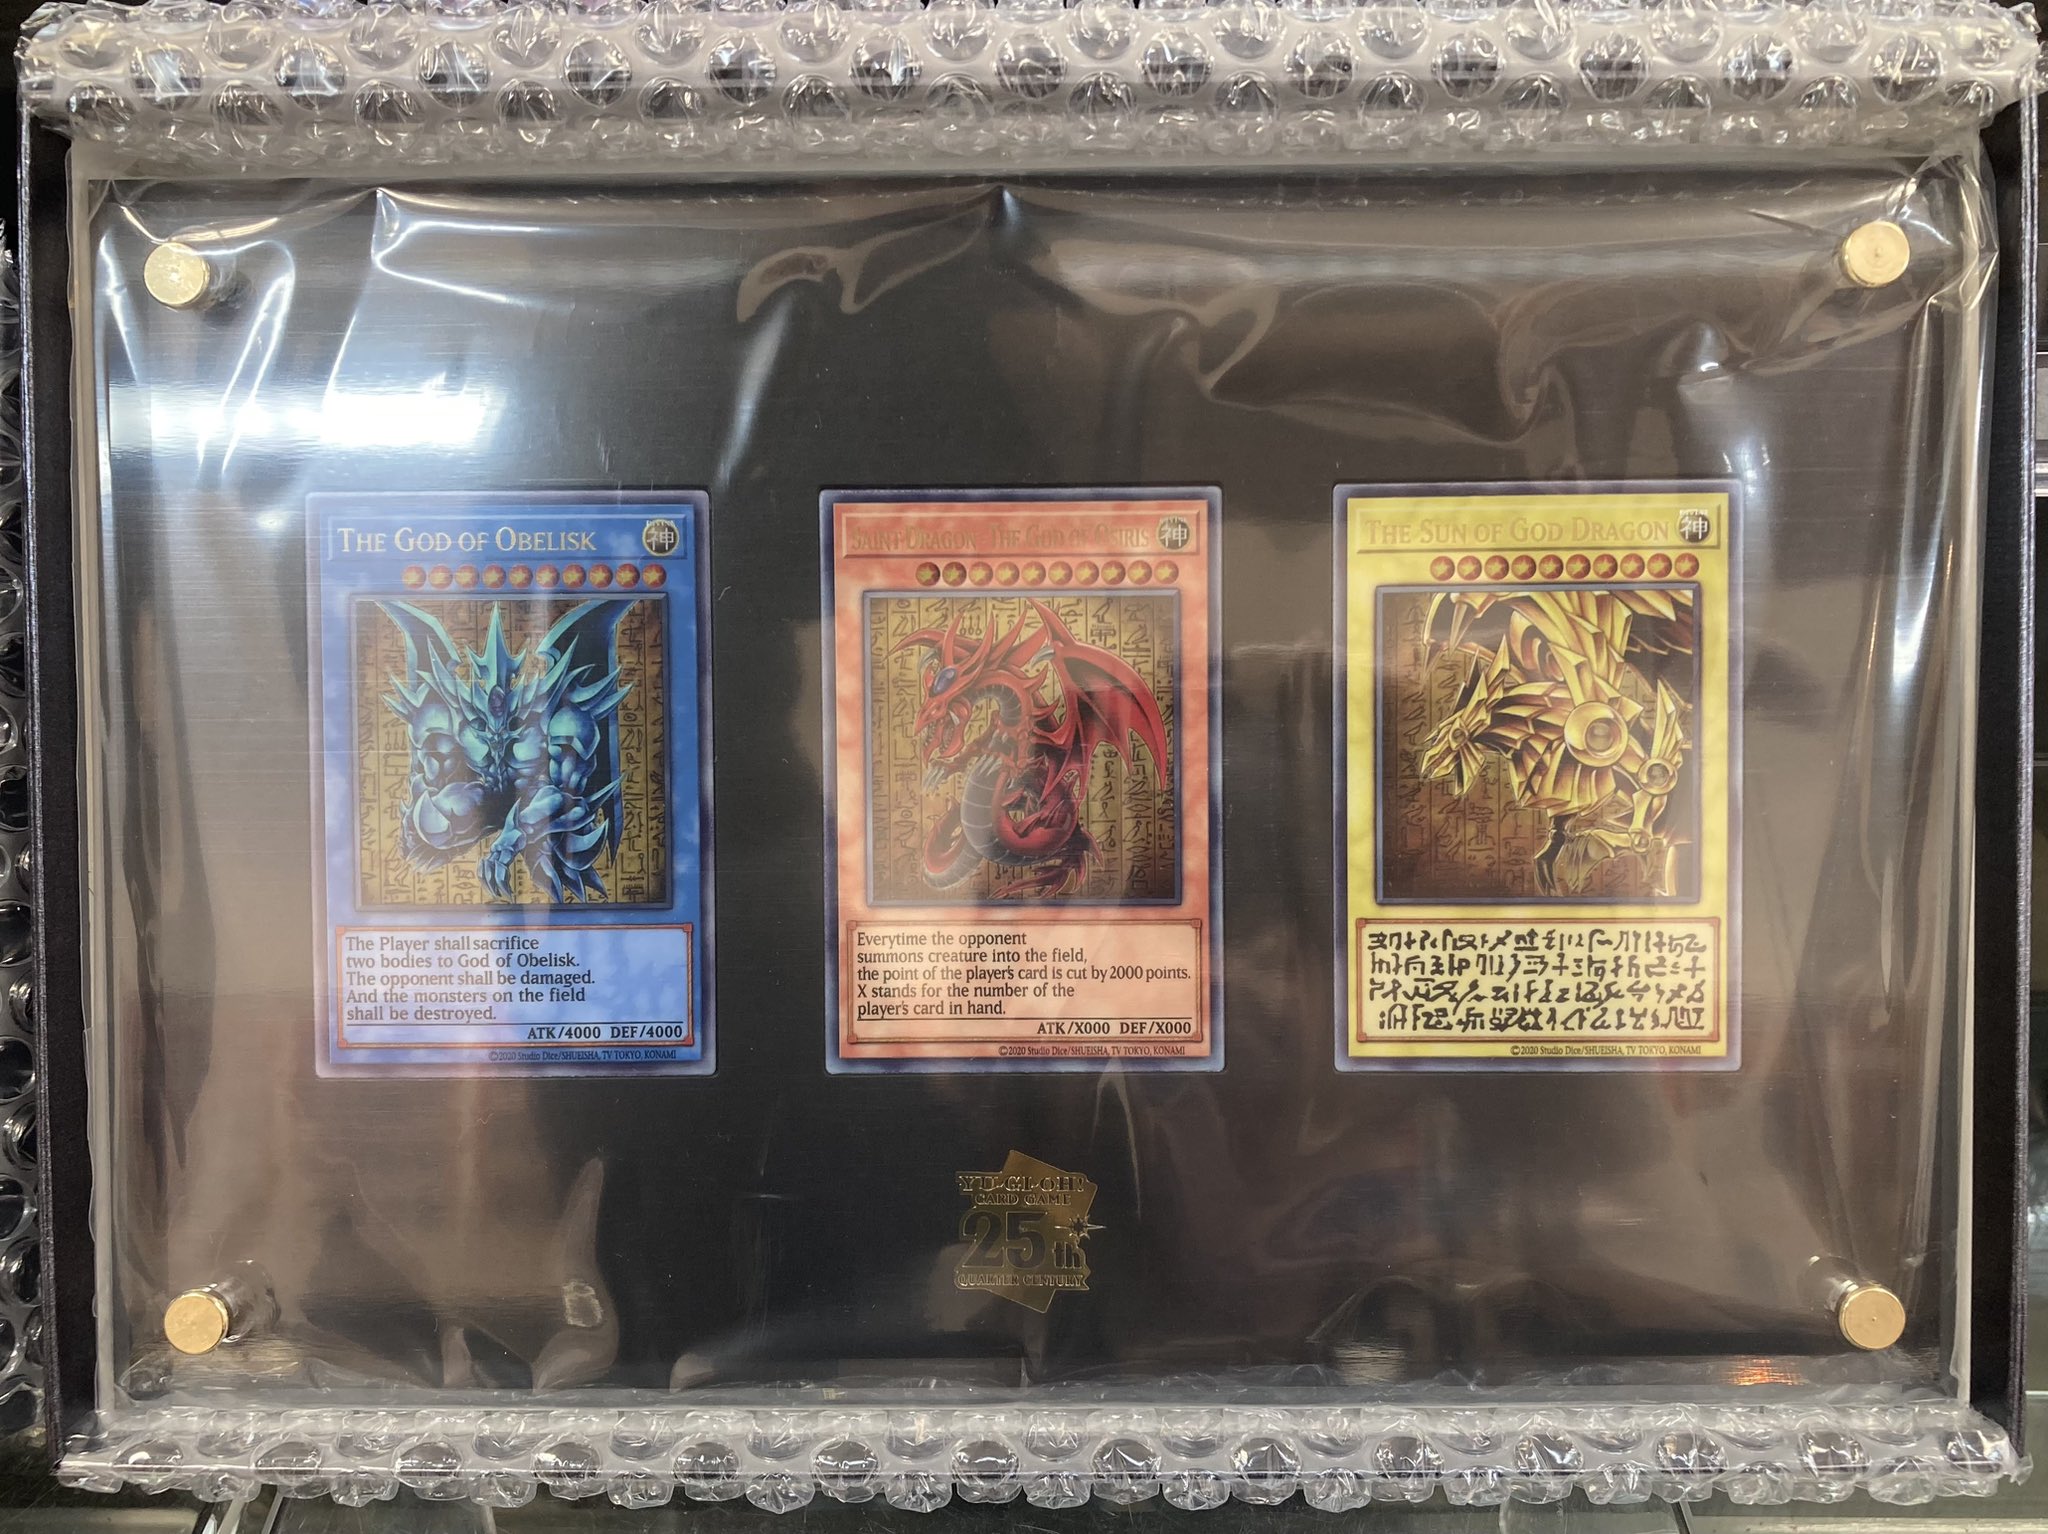 THE GOD OF OBELISK
DIVINE
神
The Player shall sacrifice
two bodies to God of Obelisk.
The opponent shall be damaged.
And the monsters on the field
shall be destroyed.
ATK/4000 DEF/4000
©2020 Studio Dice/SHUEISHA, TV TOKYO, KONAMI
SAINT DRAGON -THE GOD OF OSIRIS
DIVINE
神
Everytime the opponent
summons creature into the field,
the point of the player's card is cut by 2000 points.
X stands for the number of the
player's card in hand.
ATK/X000 DEF/X000
©2020 Studio Dice/SHUEISHA, TV TOKYO, KONAMI
THE SUN OF GOD DRAGON
DIVINE
神
©2020 Studio Dice/SHUEISHA, TV TOKYO, KONAMI
YU-GI-OH!
CARD GAME
25th
QUARTER CENTURY